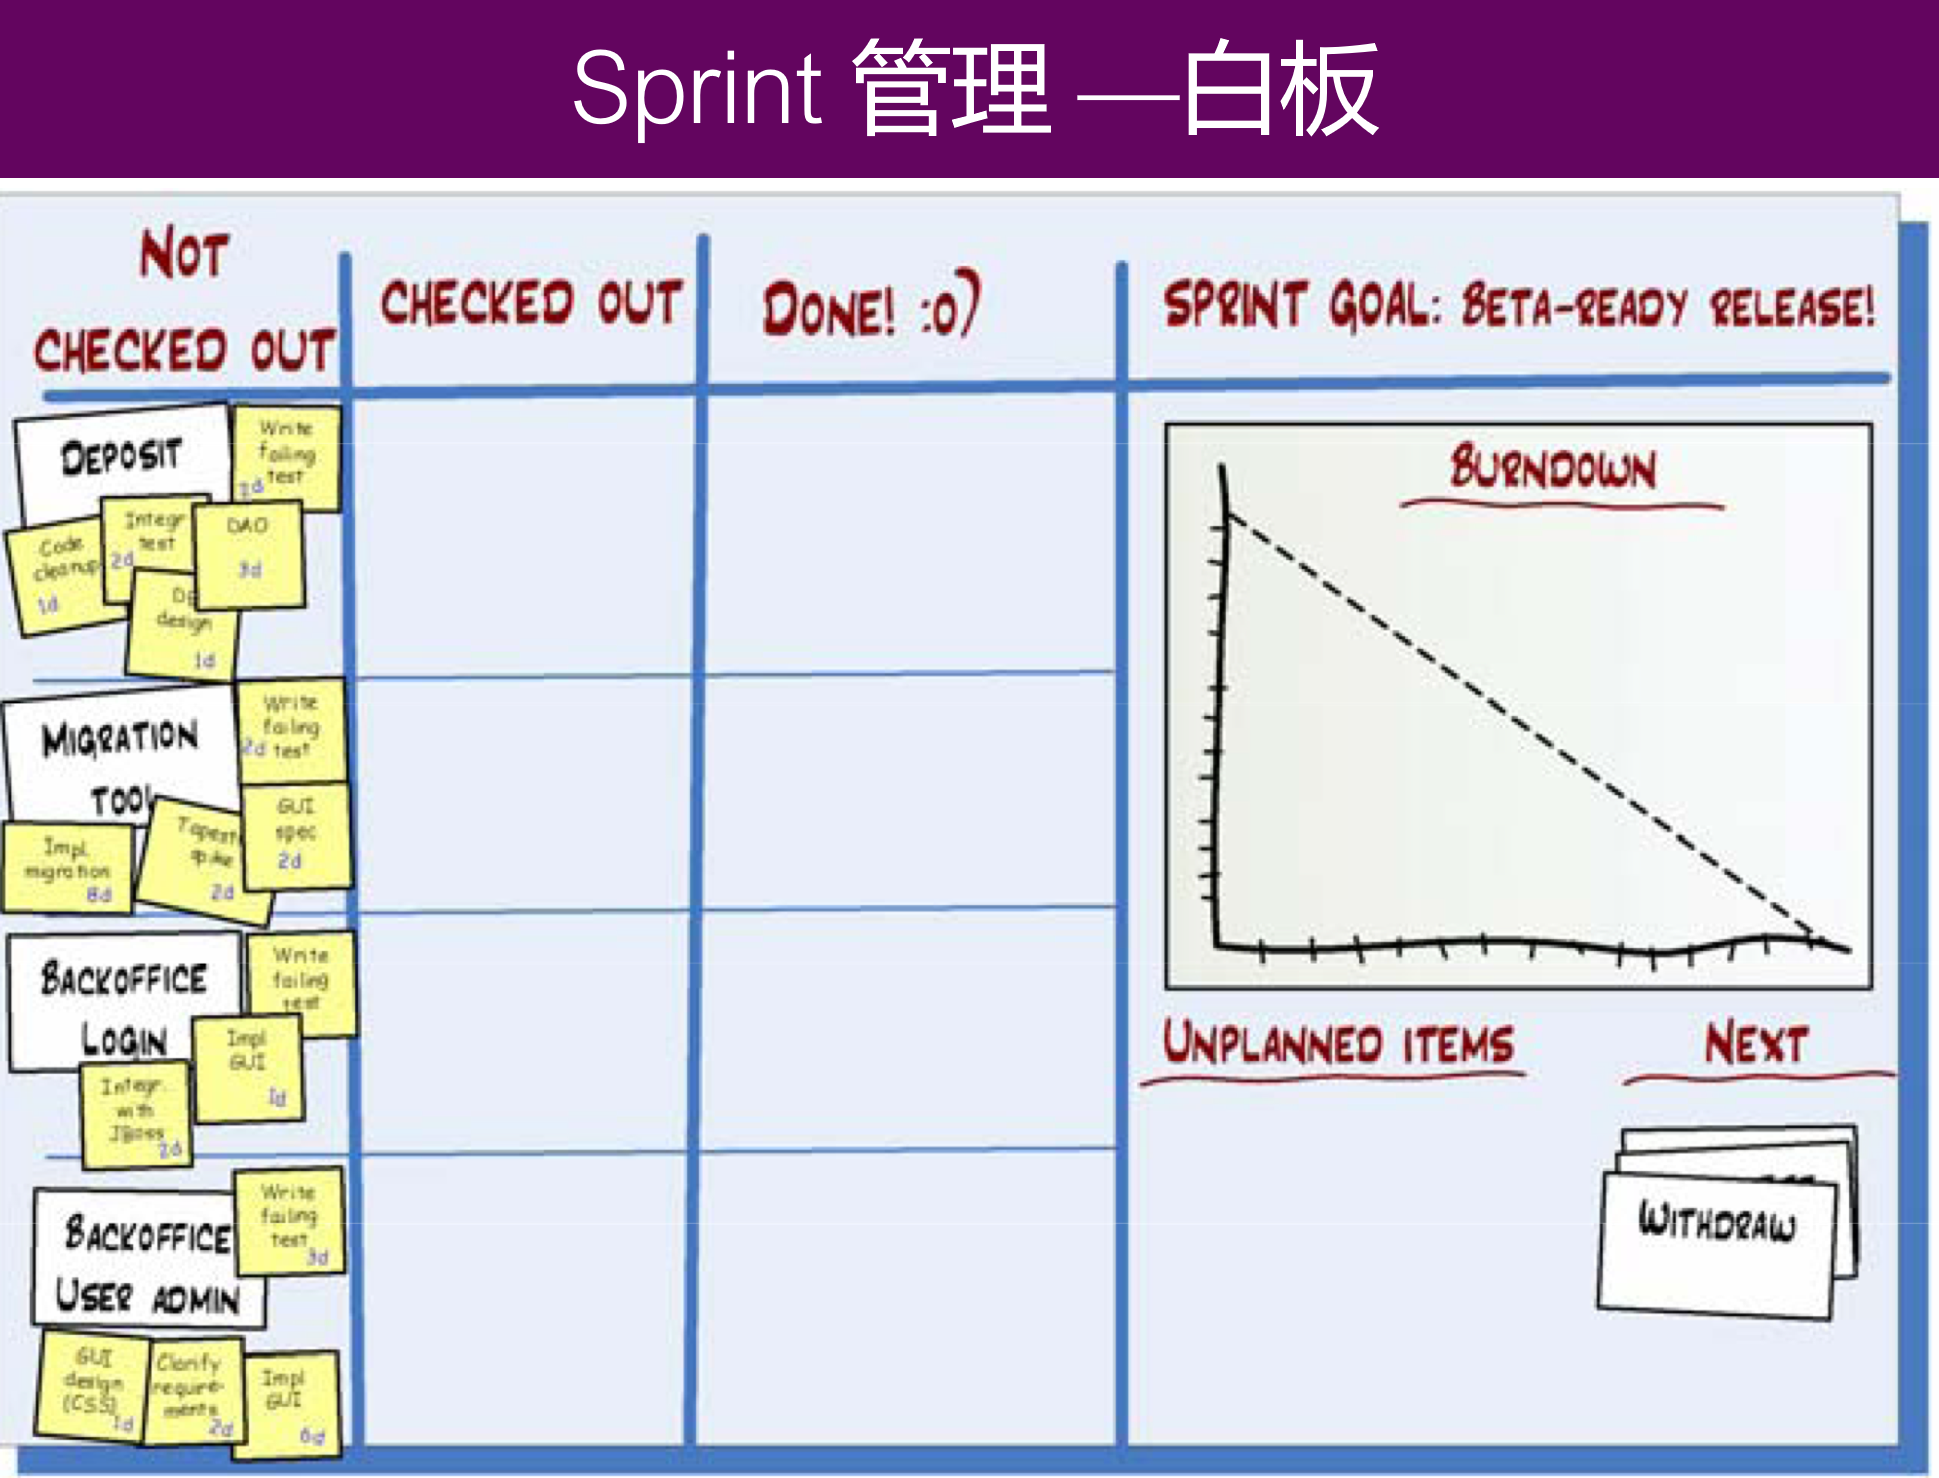 Sprint 管理 —白板
NOT
CHECKED OUT
CHECKED OUT
DONE! :o)
SPRINT GOAL: BETA-READY RELEASE!
DEPOSIT
Write
failing
test
2d
Code
cleanup
1d
Integr
test
2d
DAO
3d
design
1d
MIGRATION
TOOL
Write
failing
test
2d
Impl.
migration
8d
spike
2d
GUI
spec
2d
BACKOFFICE
LOGIN
Write
failing
test
Impl
GUI
1d
Integr.
with
JBoss
2d
BACKOFFICE
USER ADMIN
Write
failing
test
3d
GUI
design
(CSS)
1d
Clarify
require-
ments
2d
Impl
GUI
6d
BURNDOWN
UNPLANNED ITEMS
NEXT
WITHDRAW